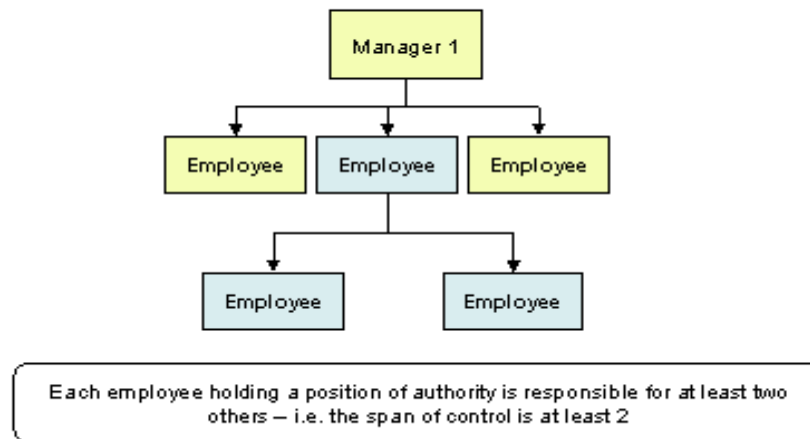 Manager 1
Employee
Employee
Employee
Employee
Employee
Each employee holding a position of authority is responsible for at least two
others – i.e. the span of control is at least 2